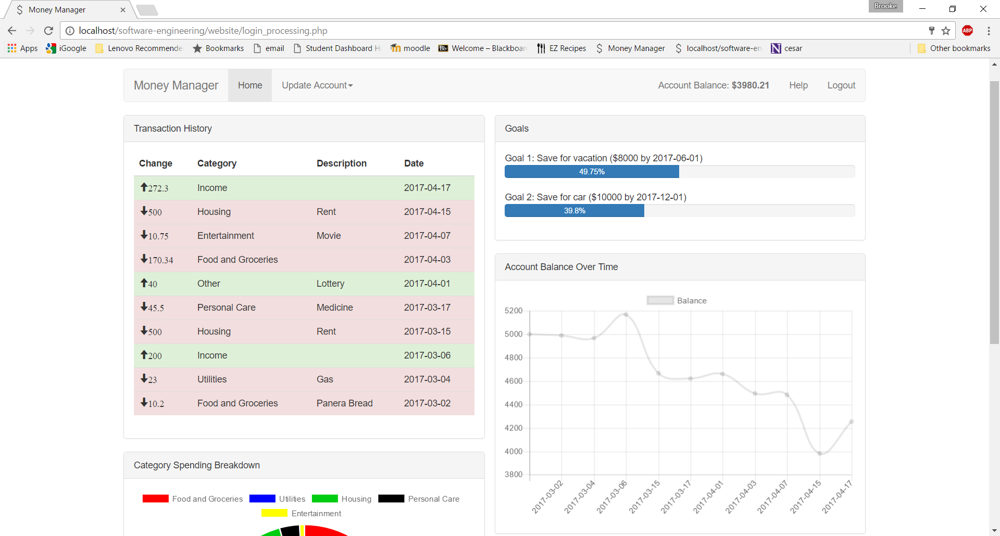 Money Manager
Brooke
localhost/software-engineering/website/login_processing.php
ABP
Apps iGoogle Lenovo Recommende Bookmarks email Student Dashboard H moodle Bb Welcome – Blackboar EZ Recipes Money Manager localhost/software-en N cesar Other bookmarks
Money Manager Home Update Account Account Balance: $3980.21 Help Logout
Transaction History
Change Category Description Date
272.3 Income 2017-04-17
500 Housing Rent 2017-04-15
10.75 Entertainment Movie 2017-04-07
170.34 Food and Groceries 2017-04-03
40 Other Lottery 2017-04-01
45.5 Personal Care Medicine 2017-03-17
500 Housing Rent 2017-03-15
200 Income 2017-03-06
23 Utilities Gas 2017-03-04
10.2 Food and Groceries Panera Bread 2017-03-02
Category Spending Breakdown
Food and Groceries Utilities Housing Personal Care
Entertainment
Goals
Goal 1: Save for vacation ($8000 by 2017-06-01)
49.75%
Goal 2: Save for car ($10000 by 2017-12-01)
39.8%
Account Balance Over Time
Balance
5200
5000
4800
4600
4400
4200
4000
3800
2017-03-02 2017-03-04 2017-03-06 2017-03-15 2017-03-17 2017-04-01 2017-04-03 2017-04-07 2017-04-15 2017-04-17